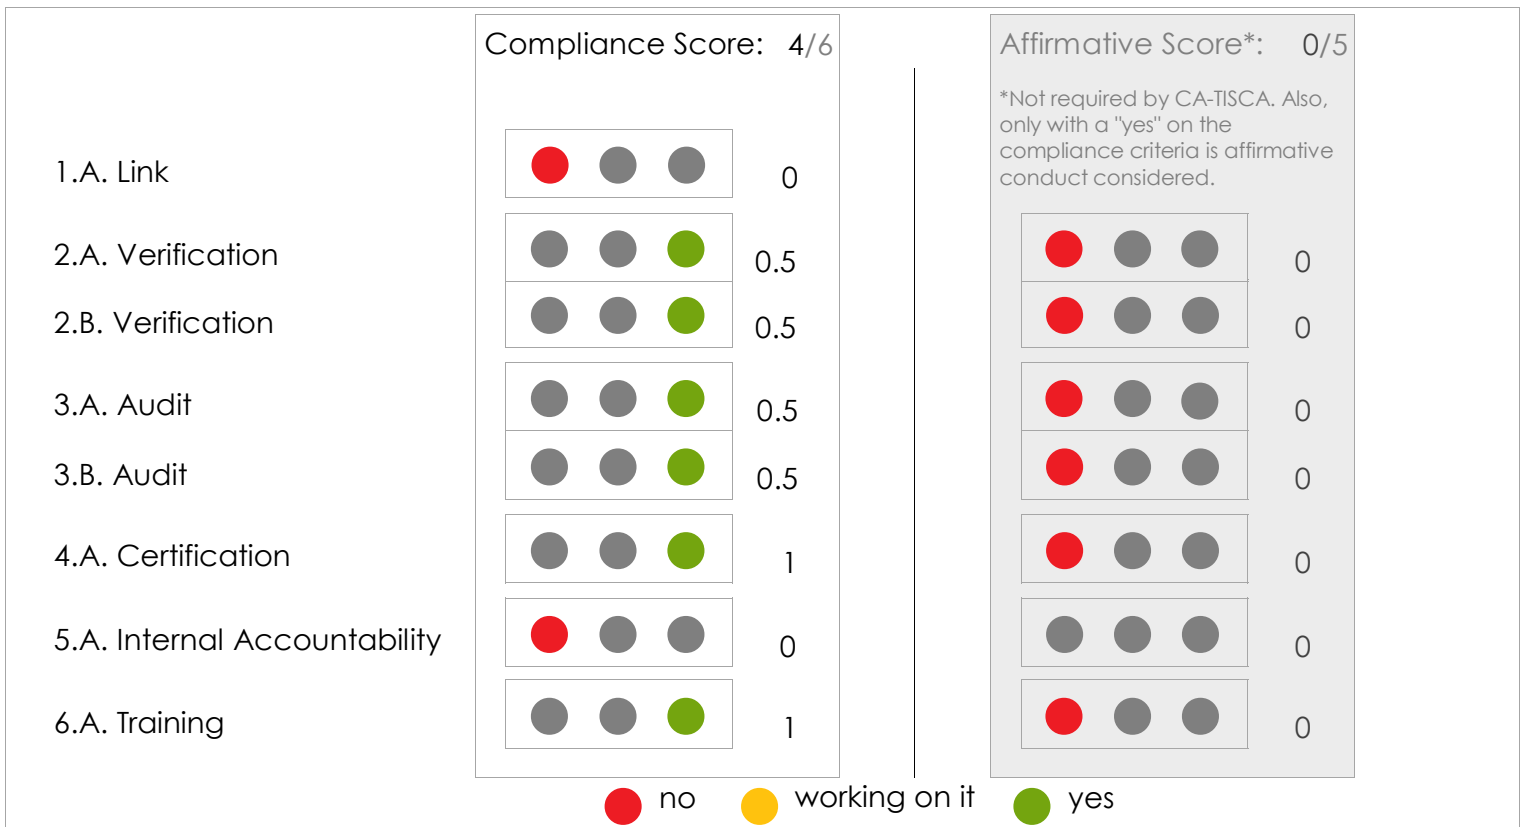 Compliance Score: 4/6
Affirmative Score*: 0/5
*Not required by CA-TISCA. Also,
only with a "yes" on the
compliance criteria is affirmative
conduct considered.
1.A. Link 0
2.A. Verification 0.5 0
2.B. Verification 0.5 0
3.A. Audit 0.5 0
3.B. Audit 0.5 0
4.A. Certification 1 0
5.A. Internal Accountability 0 0
6.A. Training 1 0
no working on it yes